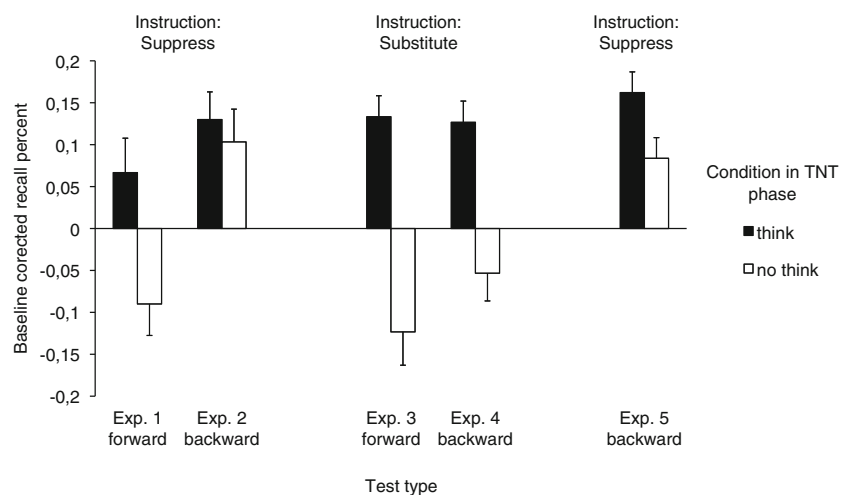 Instruction:
Suppress
Instruction:
Substitute
Instruction:
Suppress
Baseline corected recall percent
0,2
0,15
0,1
0,05
0
-0,05
-0,1
-0,15
-0,2
Condition in TNT
phase
think
no think
Exp. 1
forward
Exp. 2
backward
Exp. 3
forward
Exp. 4
backward
Exp. 5
backward
Test type